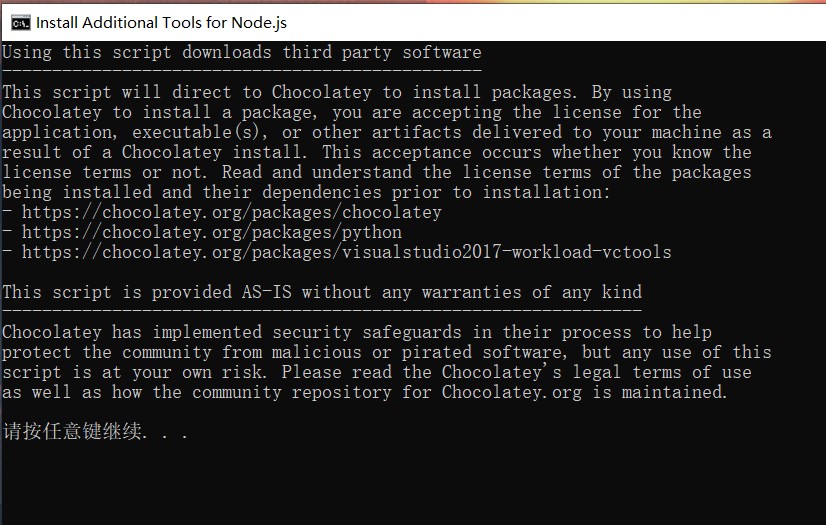 Install Additional Tools for Node.js
Using this script downloads third party software
------------------------------------------------
This script will direct to Chocolatey to install packages. By using
Chocolatey to install a package, you are accepting the license for the
application, executable(s), or other artifacts delivered to your machine as a
result of a Chocolatey install. This acceptance occurs whether you know the
license terms or not. Read and understand the license terms of the packages
being installed and their dependencies prior to installation:
- https://chocolatey.org/packages/chocolatey
- https://chocolatey.org/packages/python
- https://chocolatey.org/packages/visualstudio2017-workload-vctools
This script is provided AS-IS without any warranties of any kind
----------------------------------------------------------------
Chocolatey has implemented security safeguards in their process to help
protect the community from malicious or pirated software, but any use of this
script is at your own risk. Please read the Chocolatey's legal terms of use
as well as how the community repository for Chocolatey.org is maintained.
请按任意键继续. . .